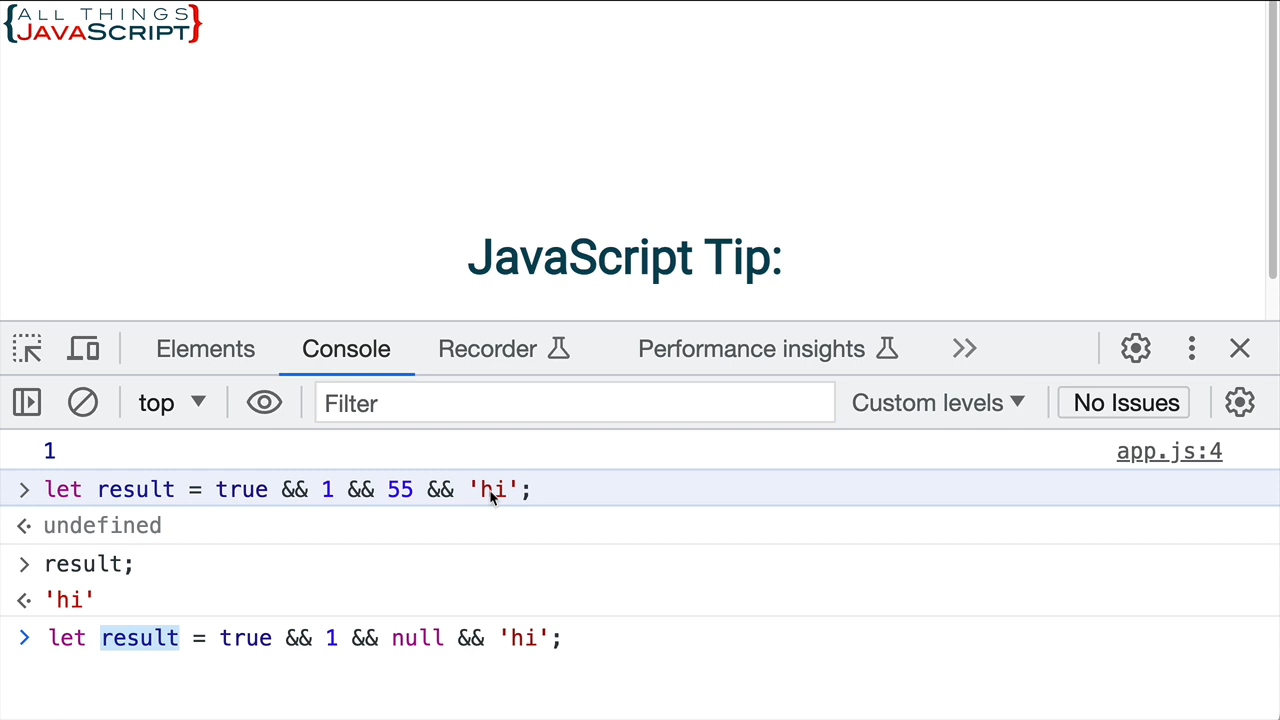 {ALL THINGS
JAVASCRIPT}
JavaScript Tip:
Elements Console Recorder Performance insights
top Filter Custom levels No Issues
1 app.js:4
> let result = true && 1 && 55 && 'hi';
undefined
> result;
'hi'
> let result = true && 1 && null && 'hi';